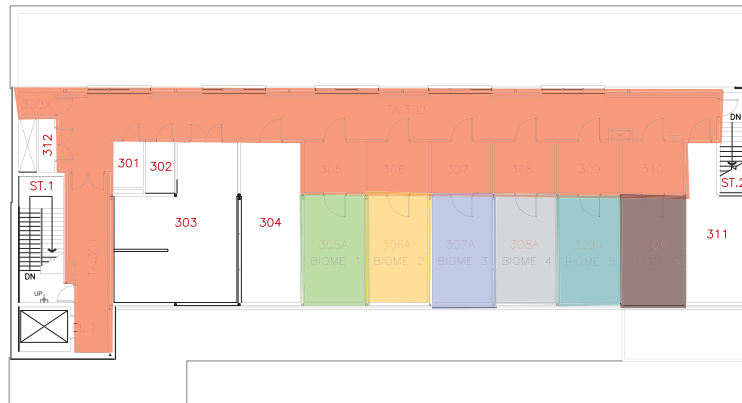 312
301
302
ST.1
303
304
305
306
307
308
309
310
DN
ST.2
311
305A
BIOME 1
306A
BIOME 2
307A
BIOME 3
308A
BIOME 4
309A
BIOME 5
DN
UP